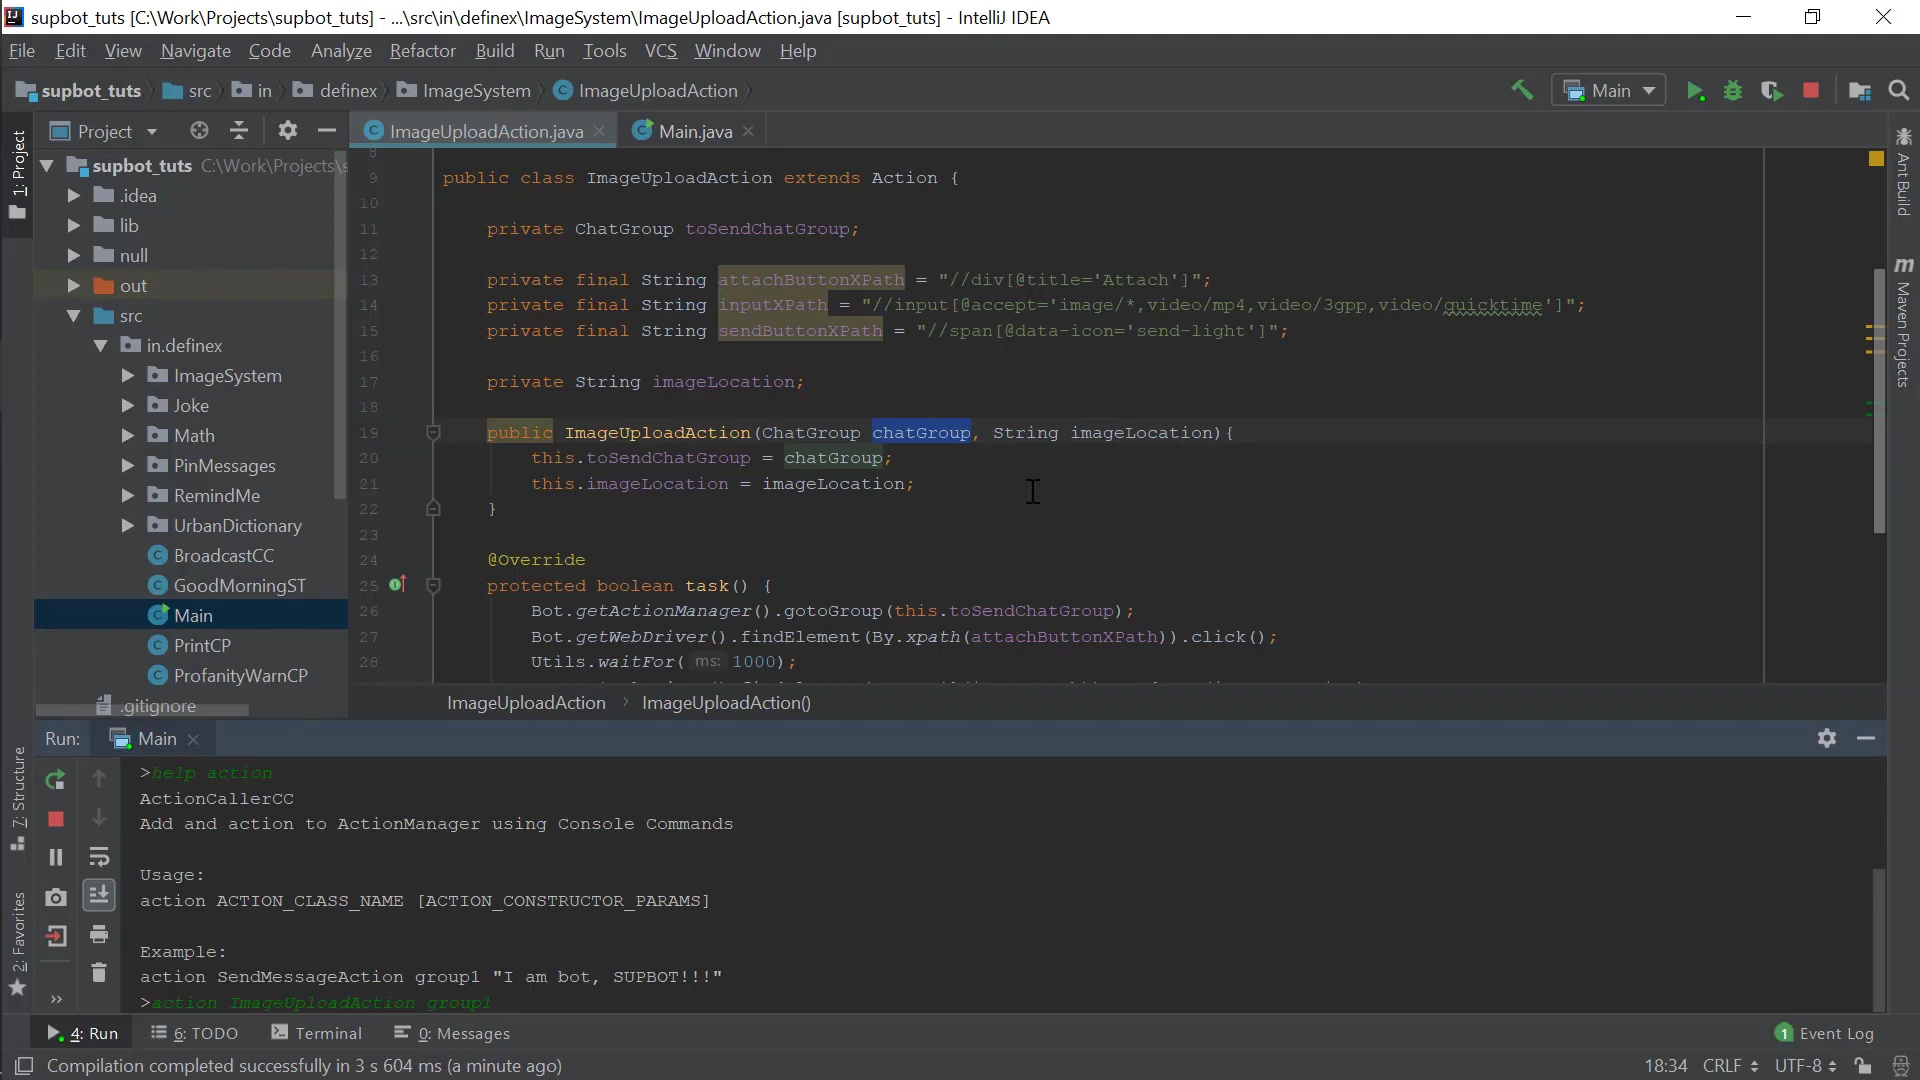 supbot_tuts [C:\Work\Projects\supbot_tuts] - ...\src\in\definex\ImageSystem\ImageUploadAction.java [supbot_tuts] - IntelliJ IDEA
File Edit View Navigate Code Analyze Refactor Build Run Tools VCS Window Help
supbot_tuts src in definex ImageSystem ImageUploadAction
Main
Project
ImageUploadAction.java
Main.java
1: Project
supbot_tuts C:\Work\Projects\s
.idea
lib
null
out
src
in.definex
ImageSystem
Joke
Math
PinMessages
RemindMe
UrbanDictionary
BroadcastCC
GoodMorningST
Main
PrintCP
ProfanityWarnCP
.gitignore
8
9 public class ImageUploadAction extends Action {
10
11 private ChatGroup toSendChatGroup;
12
13 private final String attachButtonXPath = "//div[@title='Attach']";
14 private final String inputXPath = "//input[@accept='image/*,video/mp4,video/3gpp,video/quicktime']";
15 private final String sendButtonXPath = "//span[@data-icon='send-light']";
16
17 private String imageLocation;
18
19 public ImageUploadAction(ChatGroup chatGroup, String imageLocation){
20 this.toSendChatGroup = chatGroup;
21 this.imageLocation = imageLocation;
22 }
23
24 @Override
25 protected boolean task() {
26 Bot.getActionManager().gotoGroup(this.toSendChatGroup);
27 Bot.getWebDriver().findElement(By.xpath(attachButtonXPath)).click();
28 Utils.waitFor( ms: 1000);
ImageUploadAction ImageUploadAction()
Ant Build
m Maven Projects
Run: Main
>help action
ActionCallerCC
Add and action to ActionManager using Console Commands
Usage:
action ACTION_CLASS_NAME [ACTION_CONSTRUCTOR_PARAMS]
Example:
action SendMessageAction group1 "I am bot, SUPBOT!!!"
>action ImageUploadAction group1
7: Structure
2: Favorites
4: Run 6: TODO Terminal 0: Messages
1 Event Log
Compilation completed successfully in 3 s 604 ms (a minute ago)
18:34 CRLF UTF-8